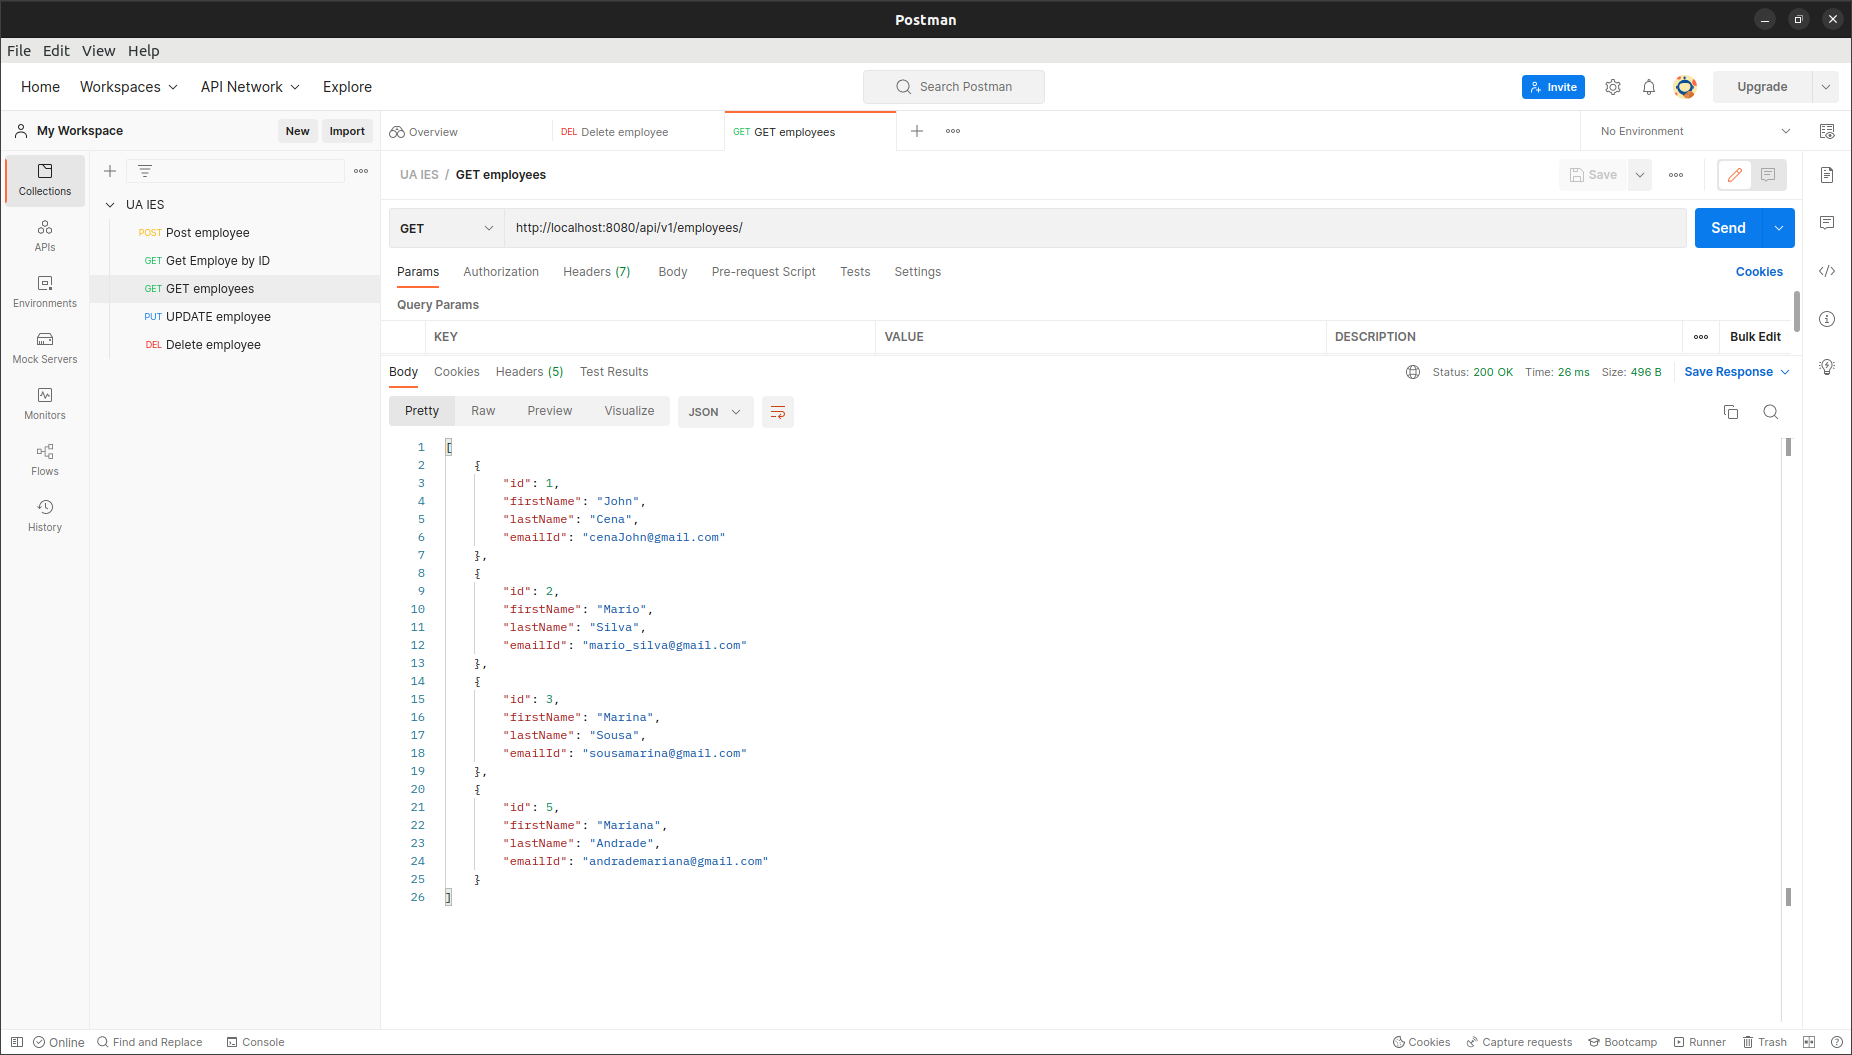 Postman
File Edit View Help
Home Workspaces API Network Explore Search Postman Invite Upgrade
My Workspace New Import Overview DEL Delete employee GET GET employees No Environment
Collections
APIs
Environments
Mock Servers
Monitors
Flows
History
UA IES
POST Post employee
GET Get Employe by ID
GET GET employees
PUT UPDATE employee
DEL Delete employee
UA IES / GET employees Save
GET http://localhost:8080/api/v1/employees/ Send
Params Authorization Headers (7) Body Pre-request Script Tests Settings Cookies
Query Params
KEY VALUE DESCRIPTION Bulk Edit
Body Cookies Headers (5) Test Results Status: 200 OK Time: 26 ms Size: 496 B Save Response
Pretty Raw Preview Visualize JSON
1 [
2 {
3 "id": 1,
4 "firstName": "John",
5 "lastName": "Cena",
6 "emailId": "cenaJohn@gmail.com"
7 },
8 {
9 "id": 2,
10 "firstName": "Mario",
11 "lastName": "Silva",
12 "emailId": "mario_silva@gmail.com"
13 },
14 {
15 "id": 3,
16 "firstName": "Marina",
17 "lastName": "Sousa",
18 "emailId": "sousamarina@gmail.com"
19 },
20 {
21 "id": 5,
22 "firstName": "Mariana",
23 "lastName": "Andrade",
24 "emailId": "andrademariana@gmail.com"
25 }
26 ]
Online Find and Replace Console Cookies Capture requests Bootcamp Runner Trash